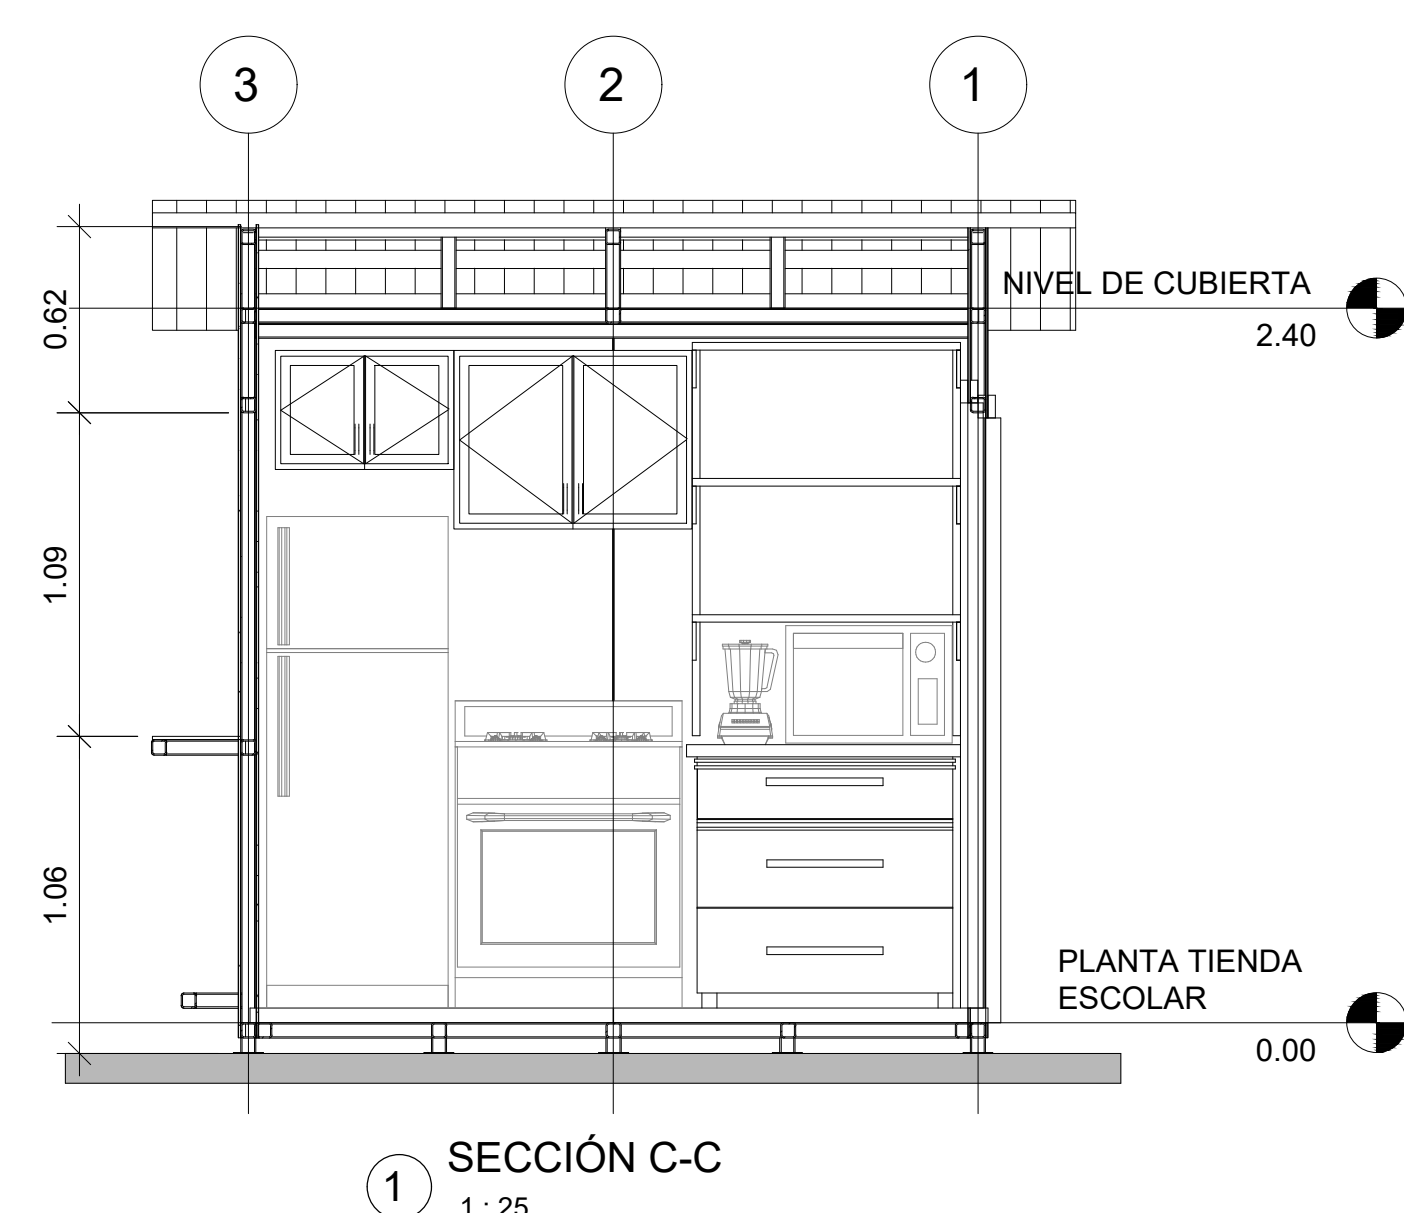 3
2
1
NIVEL DE CUBIERTA
2.40
0.62
1.09
1.06
PLANTA TIENDA
ESCOLAR
0.00
SECCIÓN C-C
1
1 : 25